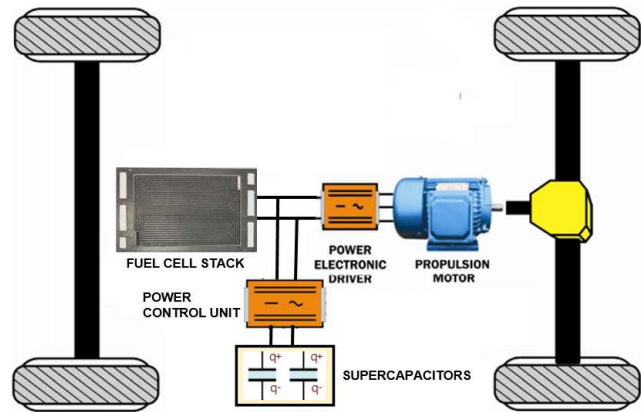 FUEL CELL STACK
POWER
ELECTRONIC
DRIVER
PROPULSION
MOTOR
POWER
CONTROL UNIT
q+ q+
q- q-
SUPERCAPACITORS